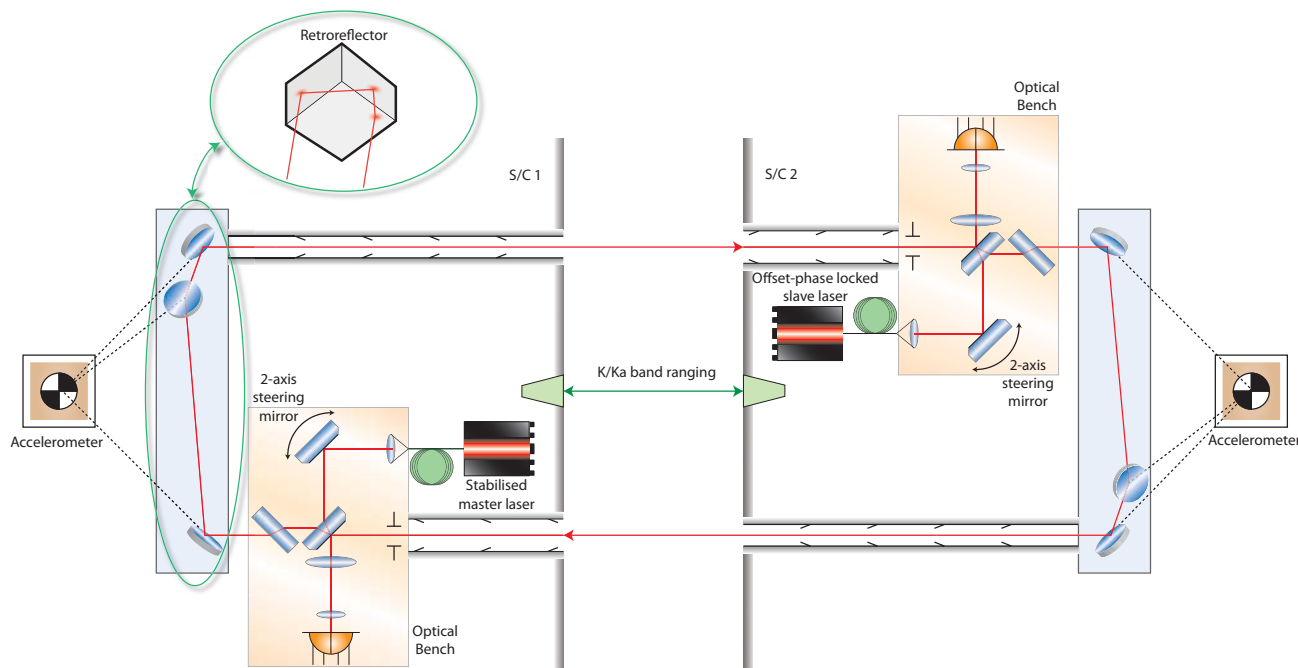 Retroreflector
Optical
Bench
S/C 1
S/C 2
Offset-phase locked
slave laser
2-axis
steering
mirror
K/Ka band ranging
2-axis
steering
mirror
Accelerometer
Accelerometer
Stabilised
master laser
Optical
Bench